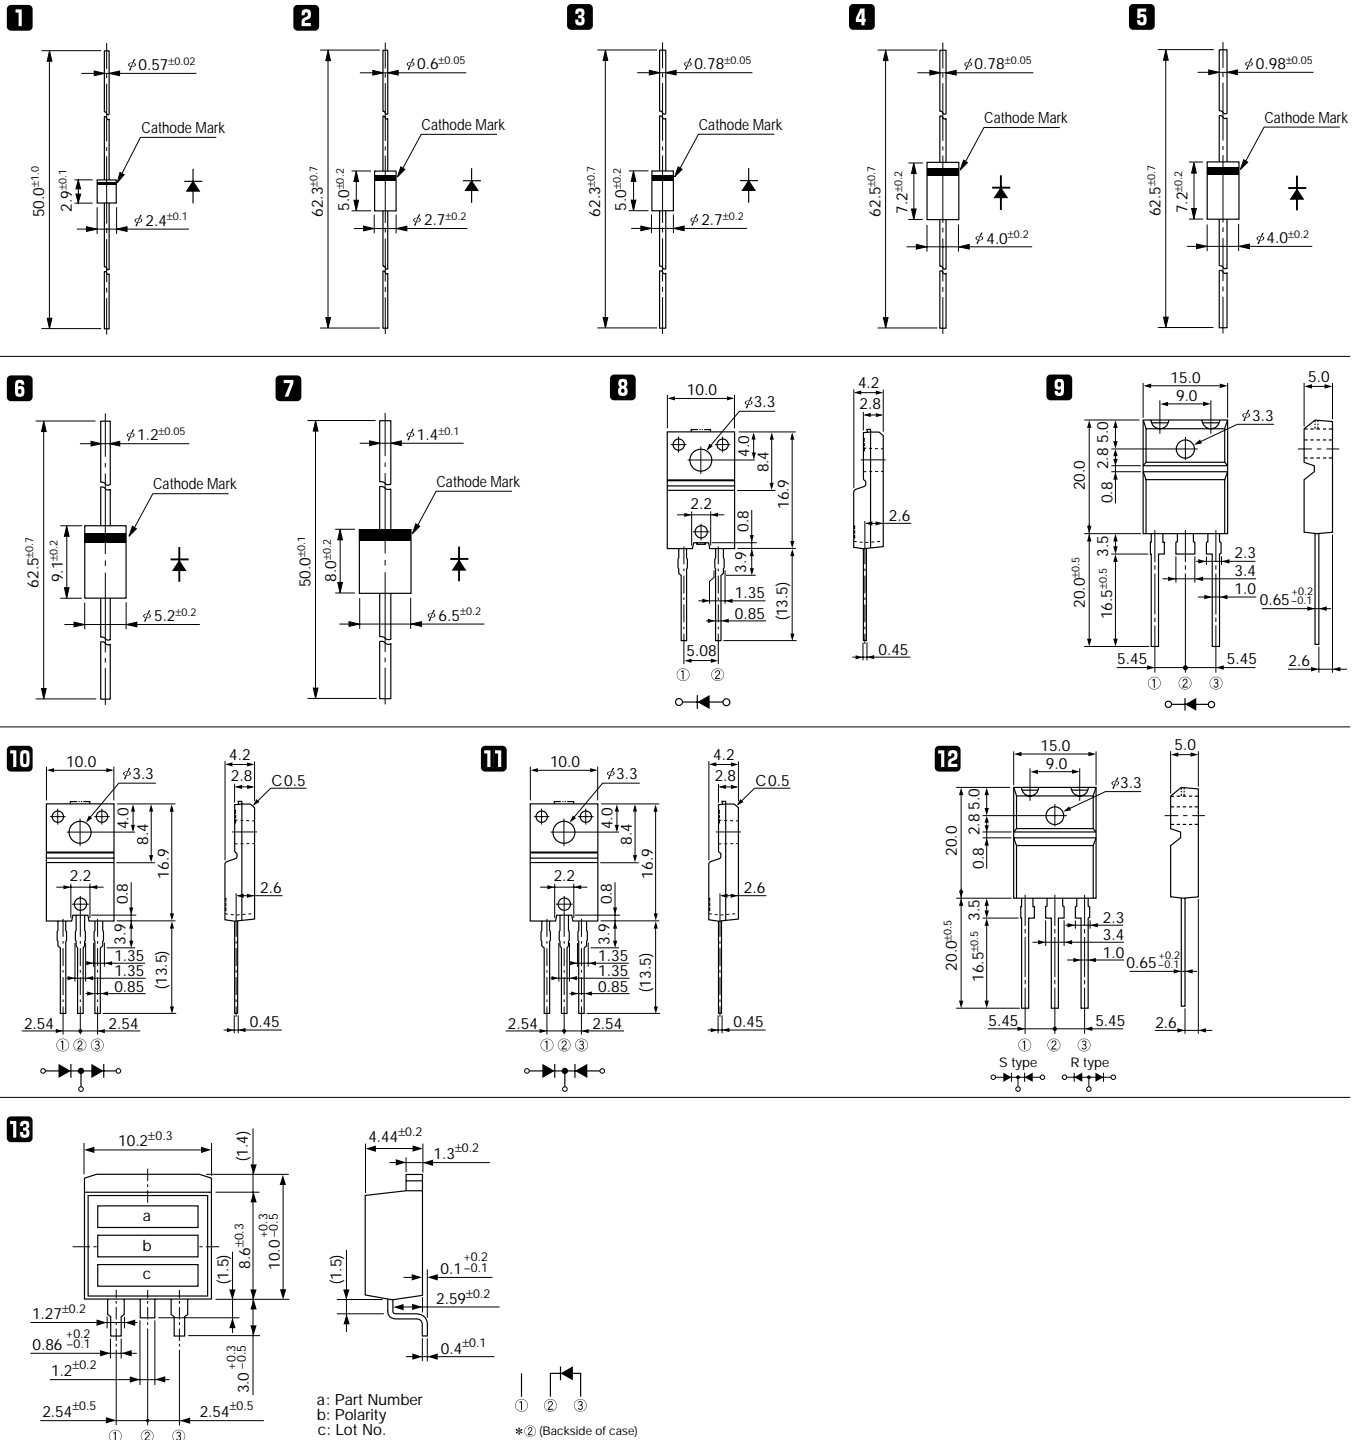 1
φ0.57±0.02
Cathode Mark
50.0±1.0
2.9±0.1
φ2.4±0.1
2
φ0.6±0.05
Cathode Mark
62.3±0.7
5.0±0.2
φ2.7±0.2
3
φ0.78±0.05
Cathode Mark
62.3±0.7
5.0±0.2
φ2.7±0.2
4
φ0.78±0.05
Cathode Mark
62.5±0.7
7.2±0.2
φ4.0±0.2
5
φ0.98±0.05
Cathode Mark
62.5±0.7
7.2±0.2
φ4.0±0.2
6
φ1.2±0.05
Cathode Mark
62.5±0.7
9.1±0.2
φ5.2±0.2
7
φ1.4±0.1
Cathode Mark
50.0±0.1
8.0±0.2
φ6.5±0.2
8
10.0
φ3.3
4.0
8.4
16.9
2.2
0.8
3.9
1.35
0.85
(13.5)
5.08
① ②
4.2
2.8
2.6
0.45
9
15.0
9.0
φ3.3
5.0
2.8
0.8
20.0
3.5
20.0±0.5
16.5±0.5
2.3
3.4
1.0
5.45 5.45
① ② ③
5.0
0.65 +0.2 −0.1
2.6
10
10.0
φ3.3
4.0
8.4
16.9
2.2
0.8
3.9
1.35
1.35
0.85
(13.5)
2.54 2.54
① ② ③
4.2
2.8
C0.5
2.6
0.45
11
10.0
φ3.3
4.0
8.4
16.9
2.2
0.8
3.9
1.35
1.35
0.85
(13.5)
2.54 2.54
① ② ③
4.2
2.8
C0.5
2.6
0.45
12
15.0
9.0
φ3.3
5.0
2.8
0.8
20.0
3.5
20.0±0.5
16.5±0.5
2.3
3.4
1.0
5.45 5.45
① ② ③
S type R type
5.0
0.65 +0.2 −0.1
2.6
13
10.2±0.3
(1.4)
a
b
c
8.6±0.3
10.0 +0.3 −0.5
(1.5)
1.27±0.2
0.86 +0.2 −0.1
1.2±0.2
3.0 +0.3 −0.5
2.54±0.5 2.54±0.5
① ② ③
4.44±0.2
1.3±0.2
(1.5)
0.1 +0.2 −0.1
2.59±0.2
0.4±0.1
a: Part Number
b: Polarity
c: Lot No.
① ② ③
*② (Backside of case)